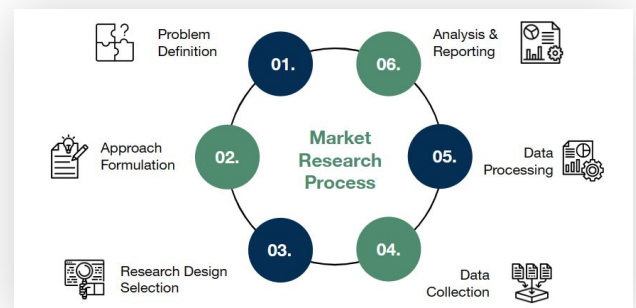 Problem
Definition
01.
Approach
Formulation
02.
Research Design
Selection
03.
Market
Research
Process
Data
Collection
04.
Data
Processing
05.
Analysis &
Reporting
06.